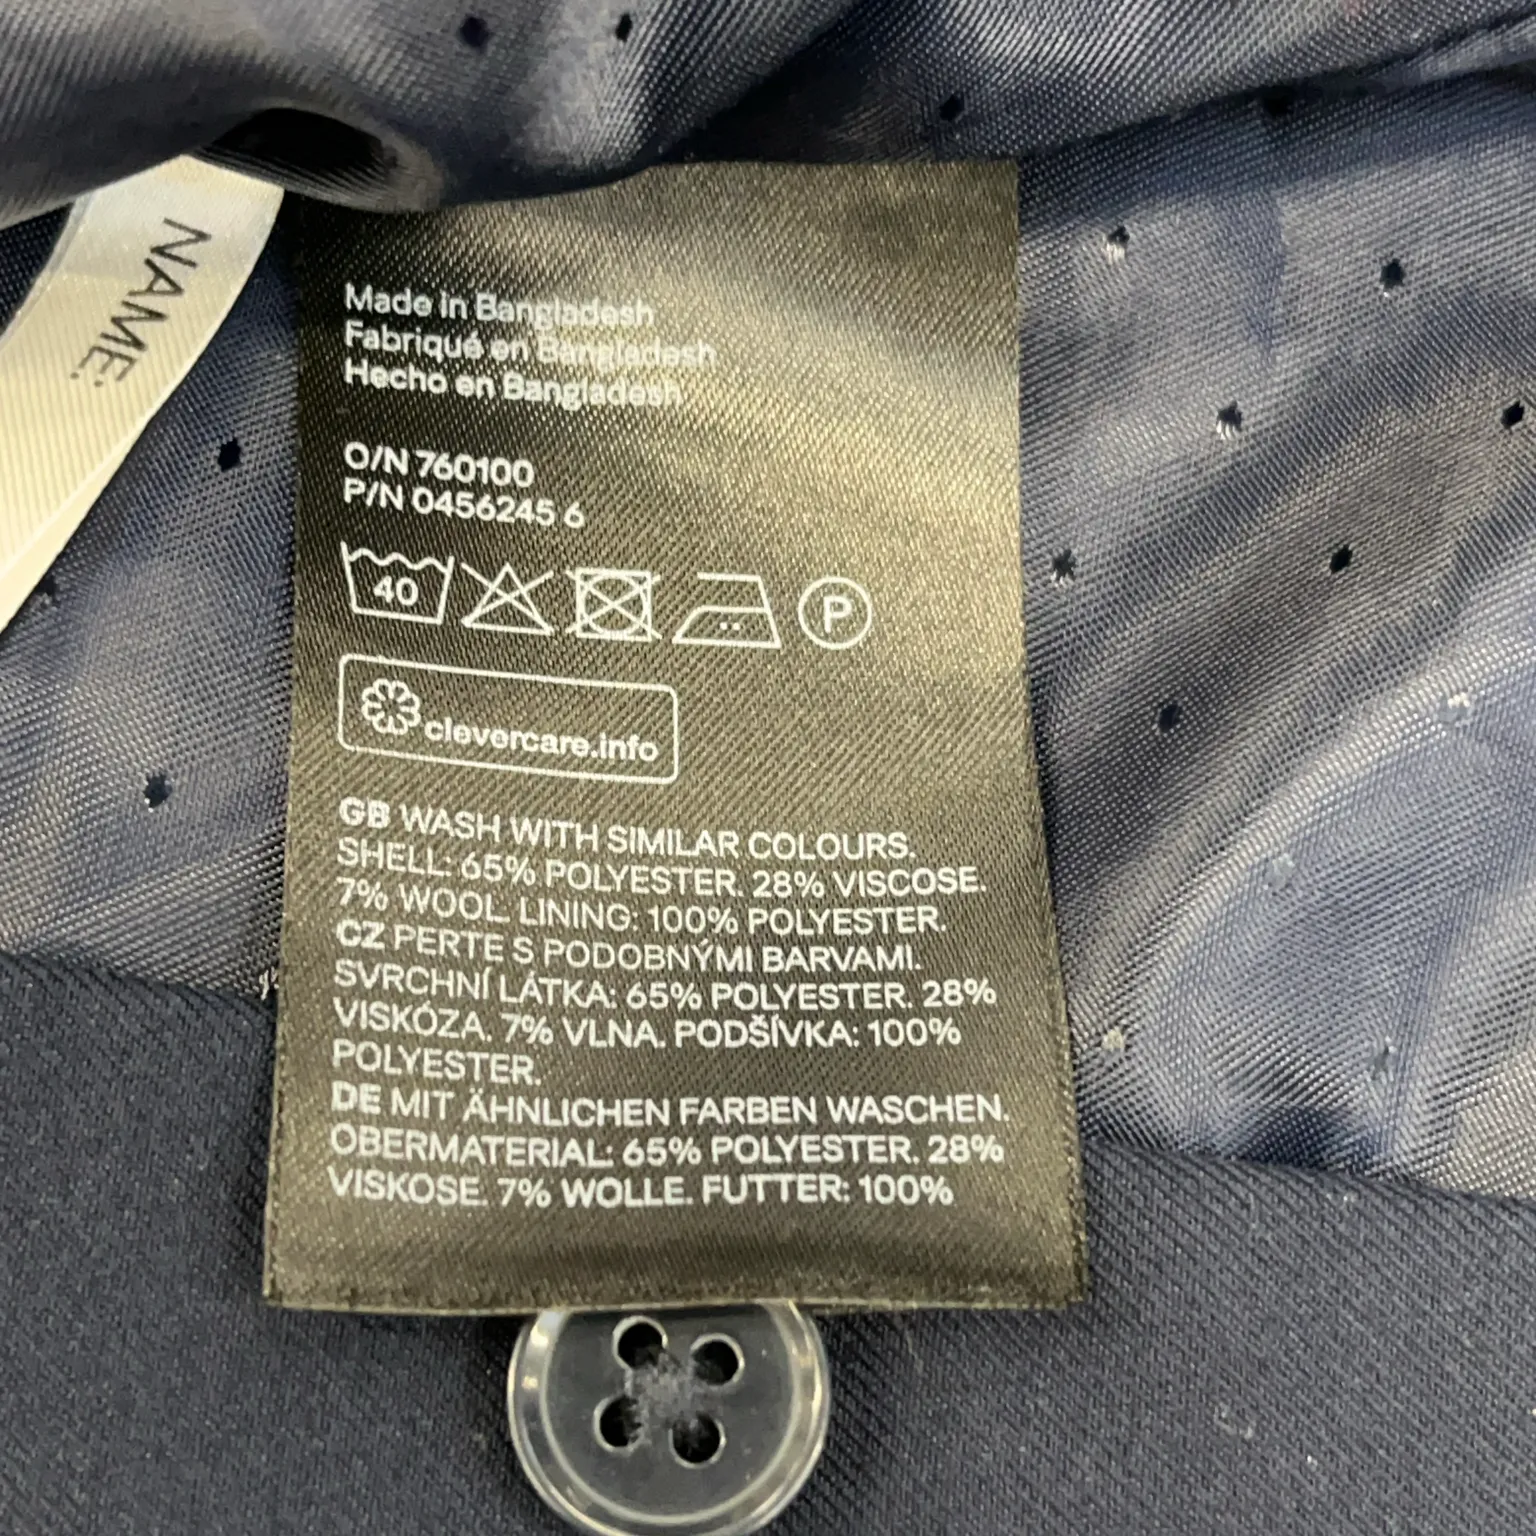 NAME:
Made in Bangladesh
Fabriqué en Bangladesh
Hecho en Bangladesh
O/N 760100
P/N 0456245 6
40
P
clevercare.info
GB WASH WITH SIMILAR COLOURS.
SHELL: 65% POLYESTER. 28% VISCOSE.
7% WOOL. LINING: 100% POLYESTER.
CZ PERTE S PODOBNÝMI BARVAMI.
SVRCHNÍ LÁTKA: 65% POLYESTER. 28%
VISKÓZA. 7% VLNA. PODŠÍVKA: 100%
POLYESTER.
DE MIT ÄHNLICHEN FARBEN WASCHEN.
OBERMATERIAL: 65% POLYESTER. 28%
VISKOSE. 7% WOLLE. FUTTER: 100%